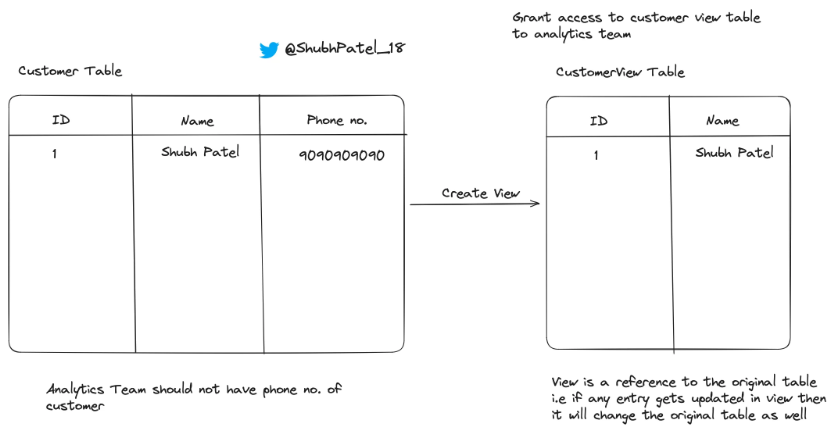 Grant access to customer view table
to analytics team
@ShubhPatel_18
Customer Table
CustomerView Table
ID Name Phone no.
1 Shubh Patel 9090909090
Create View
ID Name
1 Shubh Patel
Analytics Team should not have phone no. of
customer
View is a reference to the original table
i.e if any entry gets updated in view then
it will change the original table as well